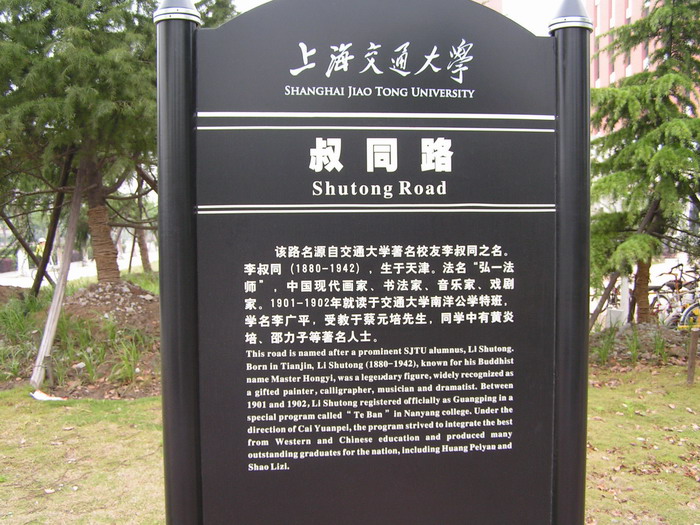 上海交通大学
SHANGHAI JIAO TONG UNIVERSITY
叔同路
Shutong Road
该路名源自交通大学著名校友李叔同之名。
李叔同（1880-1942），生于天津。法名“弘一法
师”，中国现代画家、书法家、音乐家、戏剧
家。1901-1902年就读于交通大学南洋公学特班，
学名李广平，受教于蔡元培先生，同学中有黄炎
培、邵力子等著名人士。
This road is named after a prominent SJTU alumnus, Li Shutong.
Born in Tianjin, Li Shutong (1880-1942), known for his Buddhist
name Master Hongyi, was a legendary figure, widely recognized as
a gifted painter, calligrapher, musician and dramatist. Between
1901 and 1902, Li Shutong registered officially as Guangping in a
special program called “Te Ban” in Nanyang college. Under the
direction of Cai Yuanpei, the program strived to integrate the best
from Western and Chinese education and produced many
outstanding graduates for the nation, including Huang Peiyan and
Shao Lizi.